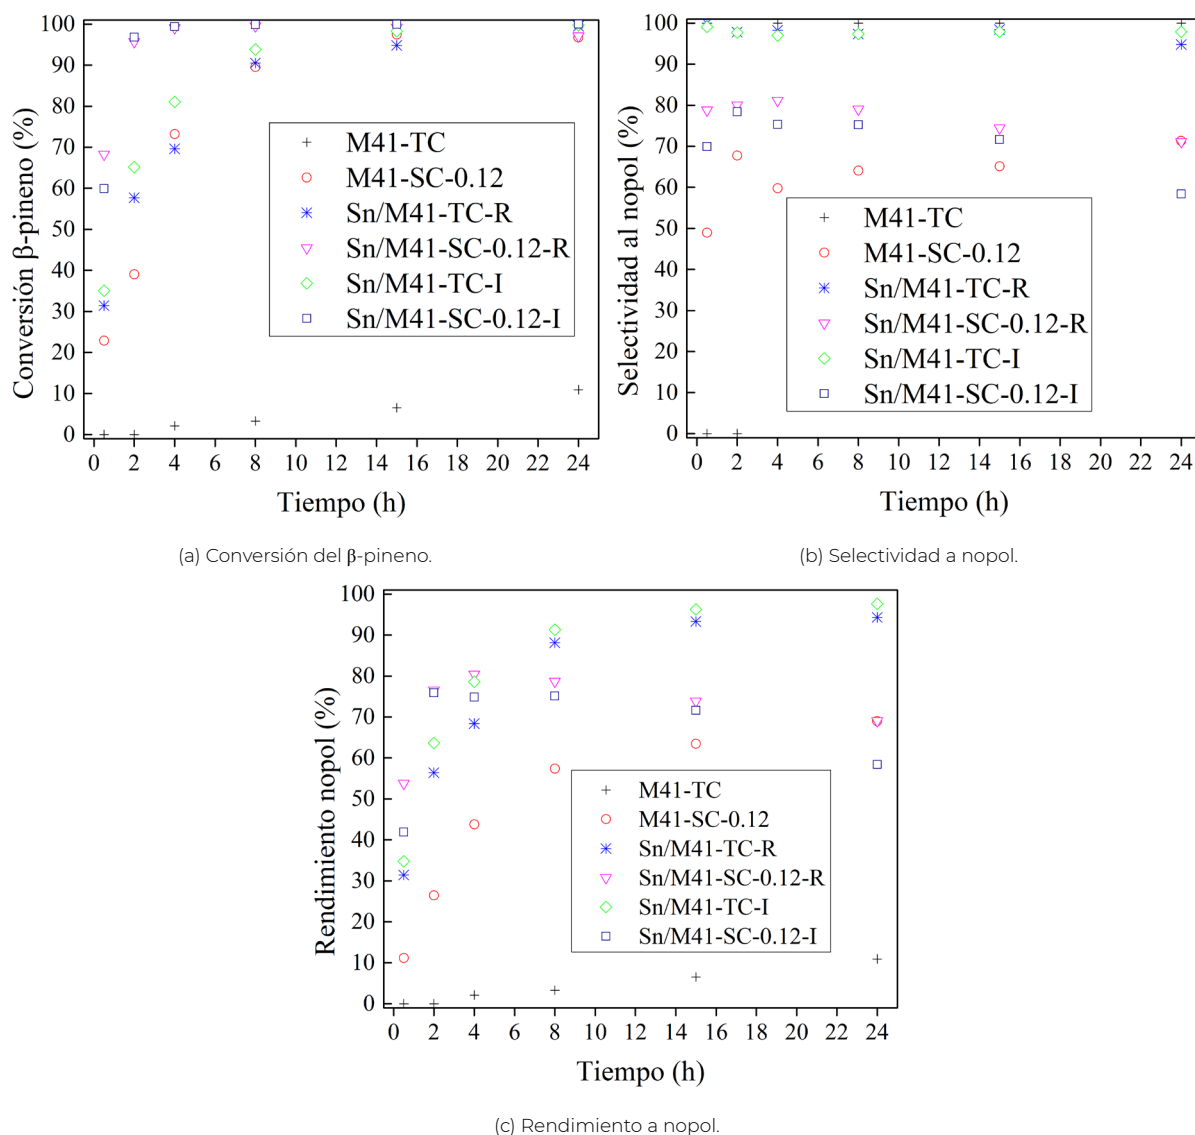 100
90
80
70
60
50
40
30
20
10
0
Conversión β-pineno (%)
M41-TC
M41-SC-0.12
Sn/M41-TC-R
Sn/M41-SC-0.12-R
Sn/M41-TC-I
Sn/M41-SC-0.12-I
0 2 4 6 8 10 12 14 16 18 20 22 24
Tiempo (h)
(a) Conversión del β-pineno.
100
90
80
70
60
50
40
30
20
10
0
Selectividad al nopol (%)
M41-TC
M41-SC-0.12
Sn/M41-TC-R
Sn/M41-SC-0.12-R
Sn/M41-TC-I
Sn/M41-SC-0.12-I
0 2 4 6 8 10 12 14 16 18 20 22 24
Tiempo (h)
(b) Selectividad a nopol.
100
90
80
70
60
50
40
30
20
10
0
Rendimiento nopol (%)
M41-TC
M41-SC-0.12
Sn/M41-TC-R
Sn/M41-SC-0.12-R
Sn/M41-TC-I
Sn/M41-SC-0.12-I
0 2 4 6 8 10 12 14 16 18 20 22 24
Tiempo (h)
(c) Rendimiento a nopol.